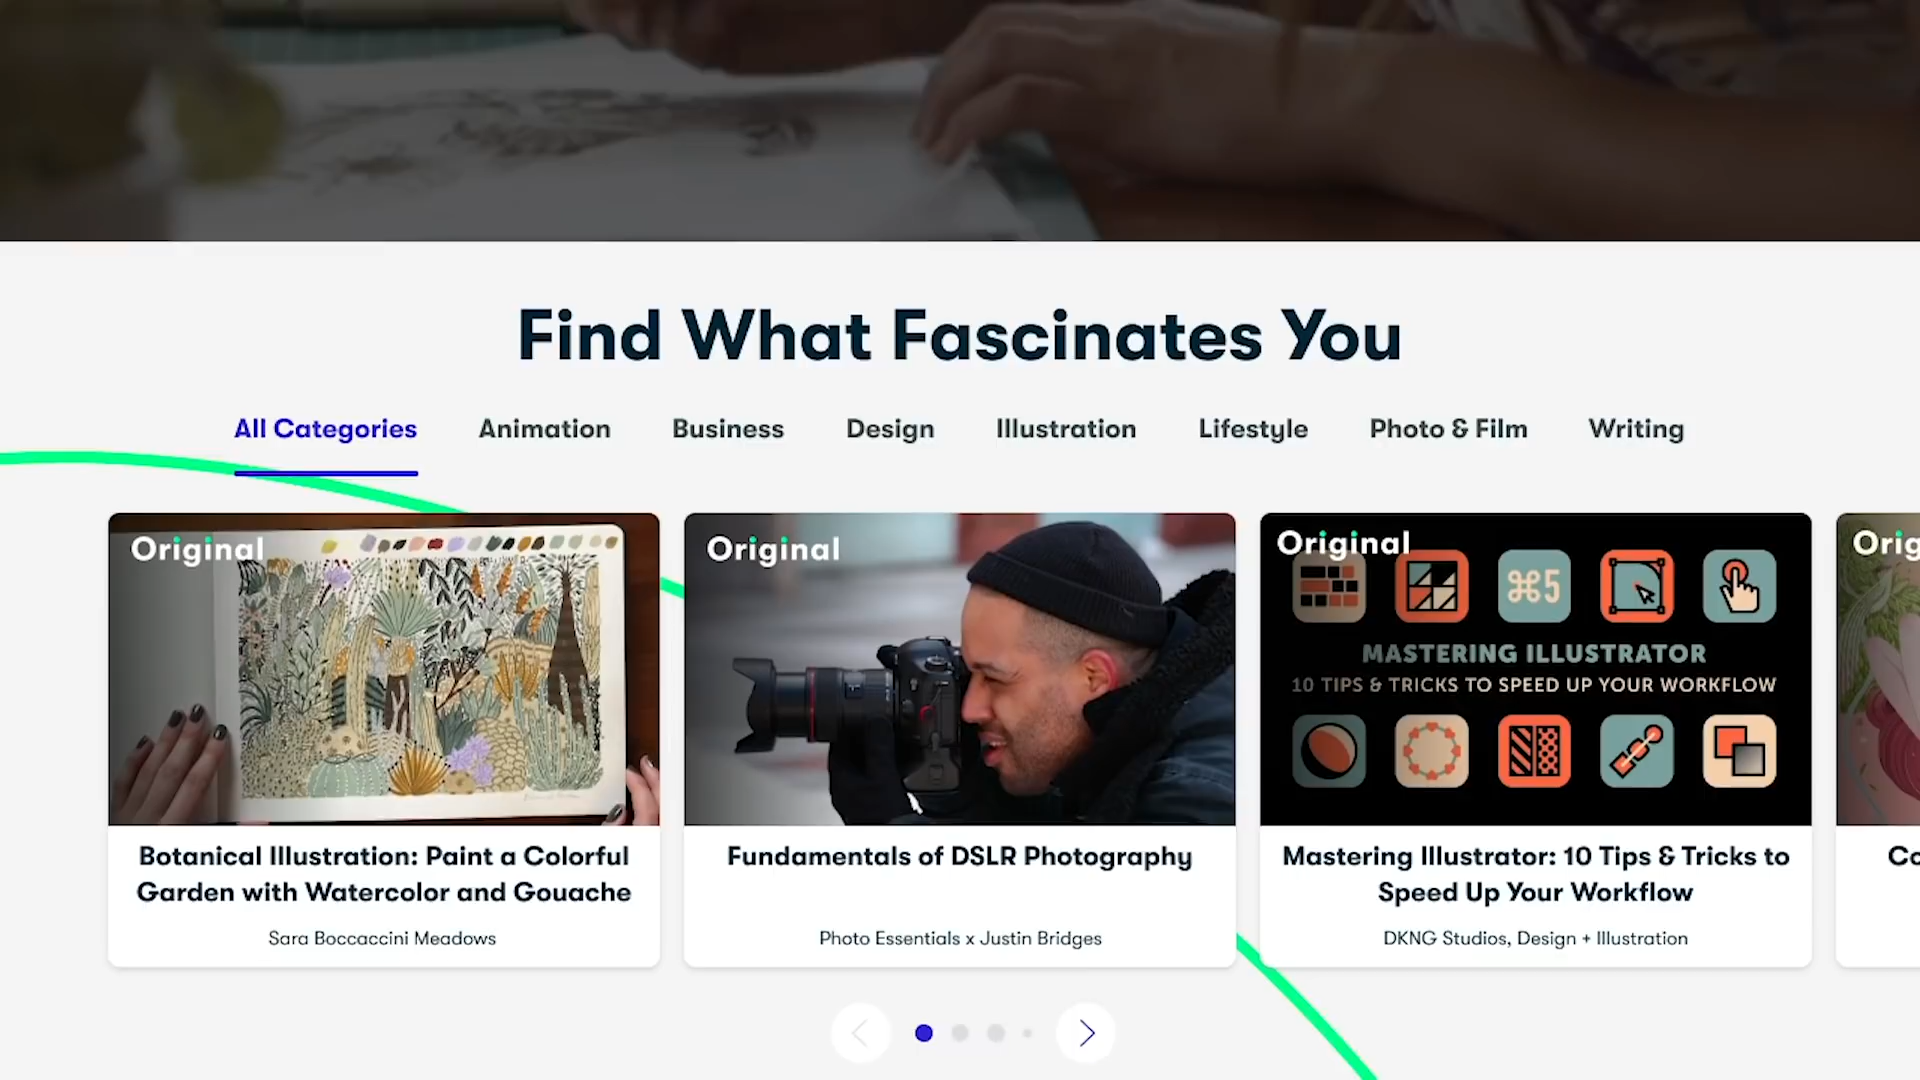 Find What Fascinates You
All Categories Animation Business Design Illustration Lifestyle Photo & Film Writing
Original
Original
Original
Orig
⌘5
MASTERING ILLUSTRATOR
10 TIPS & TRICKS TO SPEED UP YOUR WORKFLOW
Botanical Illustration: Paint a Colorful
Garden with Watercolor and Gouache
Sara Boccaccini Meadows
Fundamentals of DSLR Photography
Photo Essentials x Justin Bridges
Mastering Illustrator: 10 Tips & Tricks to
Speed Up Your Workflow
DKNG Studios, Design + Illustration
Co